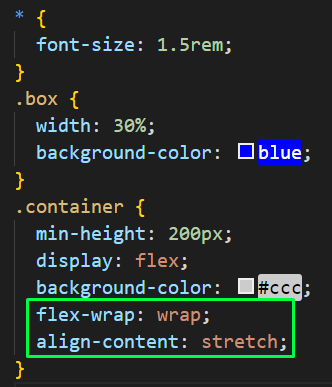 * {
font-size: 1.5rem;
}
.box {
width: 30%;
background-color: blue;
}
.container {
min-height: 200px;
display: flex;
background-color: #ccc;
flex-wrap: wrap;
align-content: stretch;
}